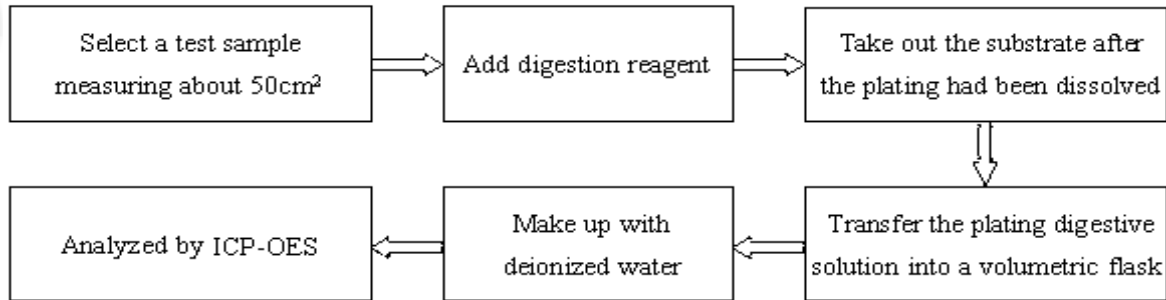 Select a test sample
measuring about 50cm²
Add digestion reagent
Take out the substrate after
the plating had been dissolved
Transfer the plating digestive
solution into a volumetric flask
Make up with
deionized water
Analyzed by ICP-OES